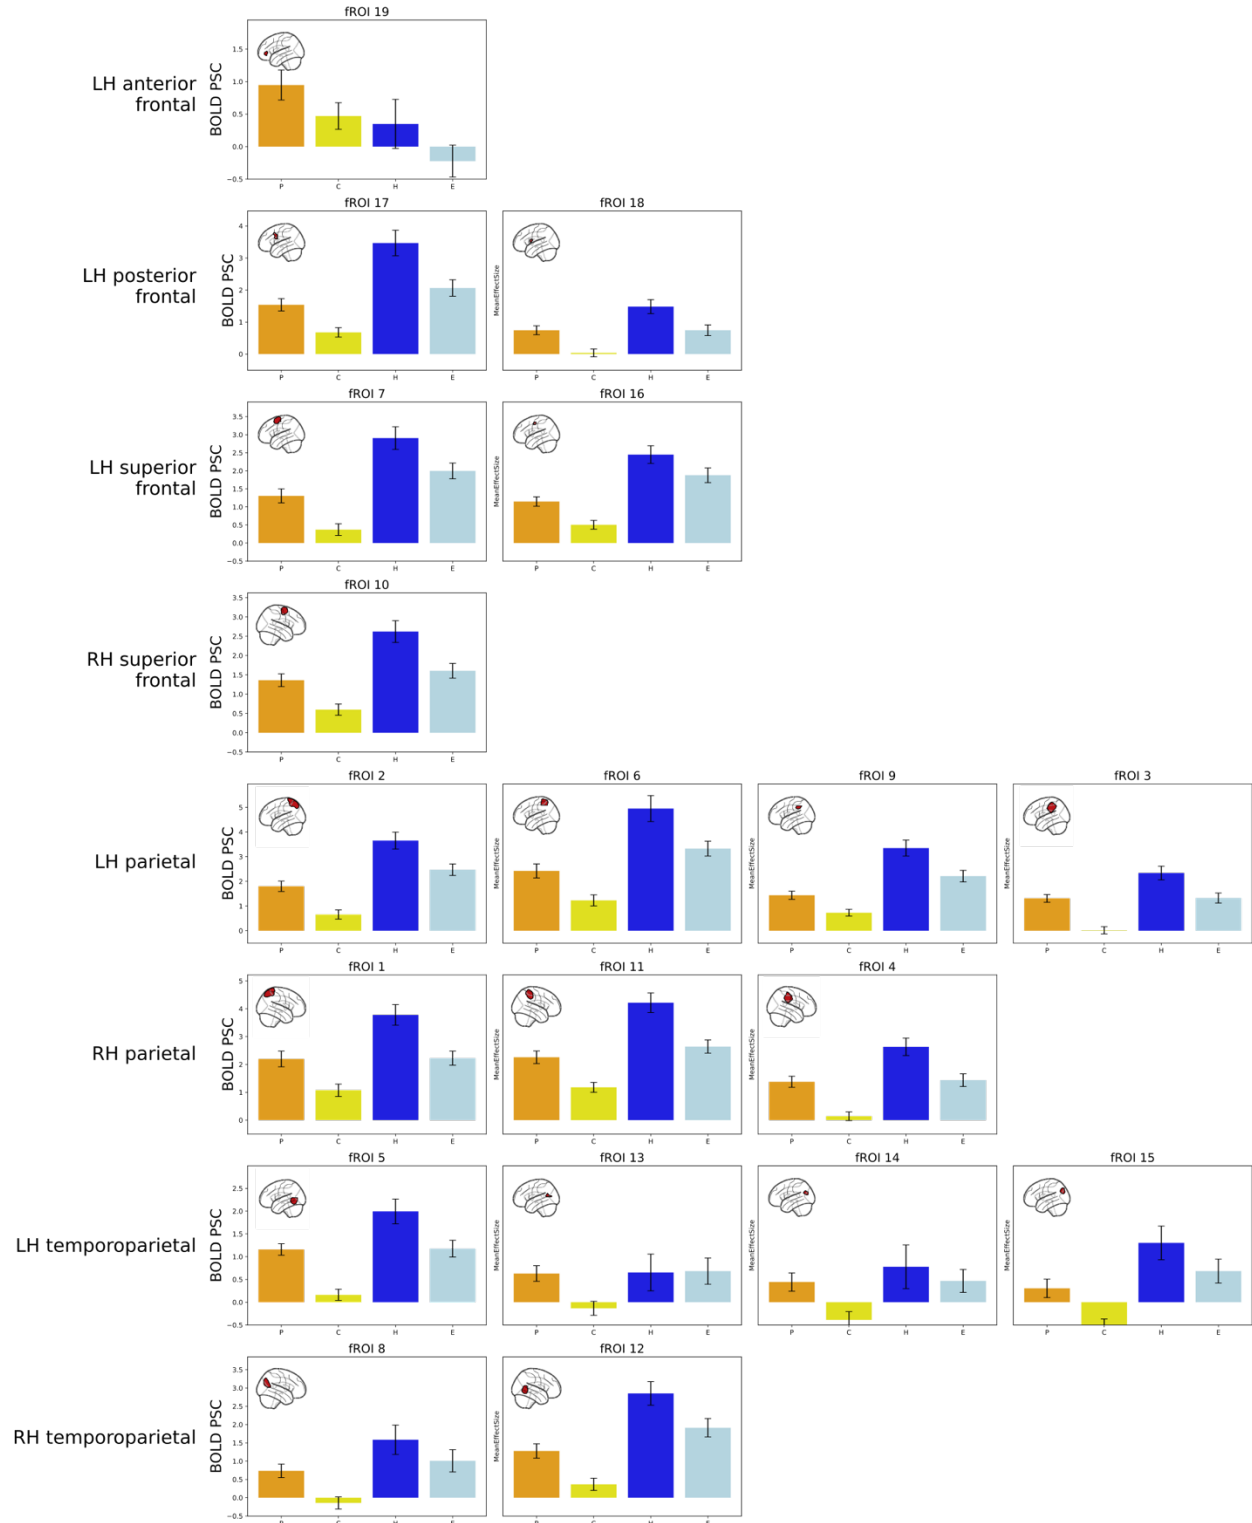 fROI 19
LH anterior
frontal
BOLD PSC
1.5
1.0
0.5
0.0
−0.5
P C H E
fROI 17 fROI 18
LH posterior
frontal
BOLD PSC
4
3
2
1
0
MeanEffectSize
P C H E P C H E
fROI 7 fROI 16
LH superior
frontal
BOLD PSC
3.5
3.0
2.5
2.0
1.5
1.0
0.5
0.0
−0.5
MeanEffectSize
P C H E P C H E
fROI 10
RH superior
frontal
BOLD PSC
3.5
3.0
2.5
2.0
1.5
1.0
0.5
0.0
−0.5
P C H E
fROI 2 fROI 6 fROI 9 fROI 3
LH parietal
BOLD PSC
5
4
3
2
1
0
MeanEffectSize MeanEffectSize MeanEffectSize
P C H E P C H E P C H E P C H E
fROI 1 fROI 11 fROI 4
RH parietal
BOLD PSC
5
4
3
2
1
0
MeanEffectSize MeanEffectSize
P C H E P C H E P C H E
fROI 5 fROI 13 fROI 14 fROI 15
LH temporoparietal
BOLD PSC
2.5
2.0
1.5
1.0
0.5
0.0
−0.5
MeanEffectSize MeanEffectSize MeanEffectSize
P C H E P C H E P C H E P C H E
fROI 8 fROI 12
RH temporoparietal
BOLD PSC
3.5
3.0
2.5
2.0
1.5
1.0
0.5
0.0
−0.5
MeanEffectSize
P C H E P C H E